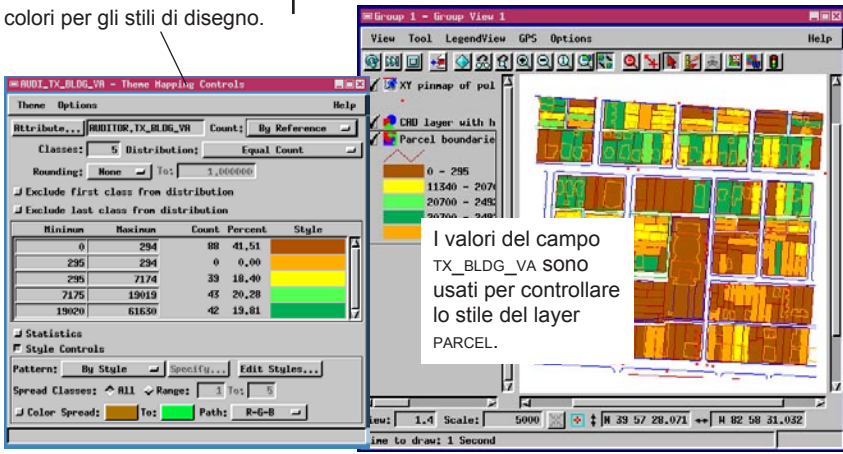 colori per gli stili di disegno.
AUDI_TX_BLDG_VA - Theme Mapping Controls
Theme Options Help
Attribute... AUDITOR.TX_BLDG_VA Count: By Reference
Classes: 5 Distribution: Equal Count
Rounding: None To: 1.000000
Exclude first class from distribution
Exclude last class from distribution
Minimum Maximum Count Percent Style
0 294 88 41.51
295 294 0 0.00
295 7174 39 18.40
7175 19019 43 20.28
19020 61630 42 19.81
Statistics
Style Controls
Pattern: By Style Specify... Edit Styles...
Spread Classes: All Range: 1 To: 5
Color Spread: To: Path: R-G-B
Group 1 - Group View 1
View Tool LegendView GPS Options Help
XY pinmap of pol
CAD layer with h
Parcel boundarie
0 - 295
11340 - 2070
20700 - 2492
I valori del campo
TX_BLDG_VA sono
usati per controllare
lo stile del layer
PARCEL.
iew: 1.4 Scale: 5000 N 39 57 28.071 W 82 58 31.032
ime to draw: 1 Second